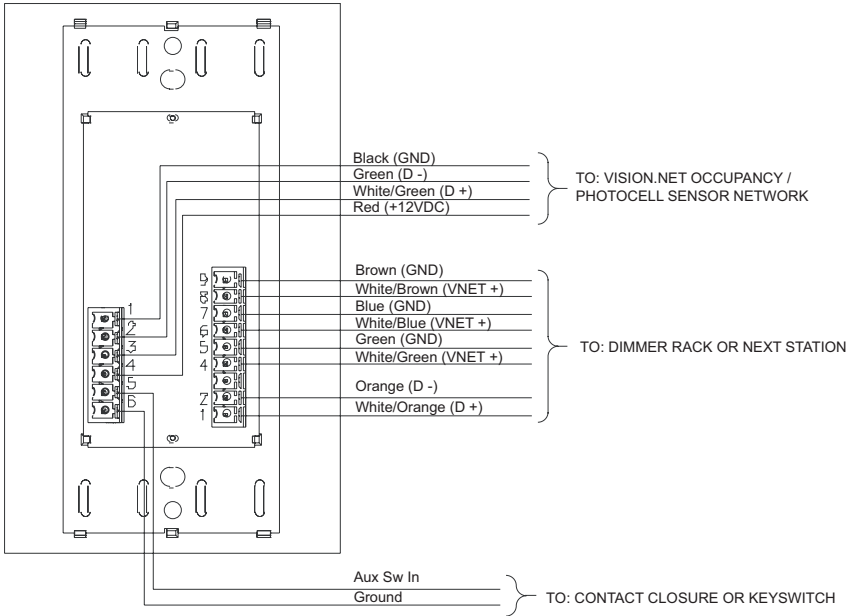 Black (GND)
Green (D -)
White/Green (D +)
Red (+12VDC)
TO: VISION.NET OCCUPANCY /
PHOTOCELL SENSOR NETWORK
1
2
3
4
5
6
9
8
7
6
5
4
2
1
Brown (GND)
White/Brown (VNET +)
Blue (GND)
White/Blue (VNET +)
Green (GND)
White/Green (VNET +)
Orange (D -)
White/Orange (D +)
TO: DIMMER RACK OR NEXT STATION
Aux Sw In
Ground
TO: CONTACT CLOSURE OR KEYSWITCH